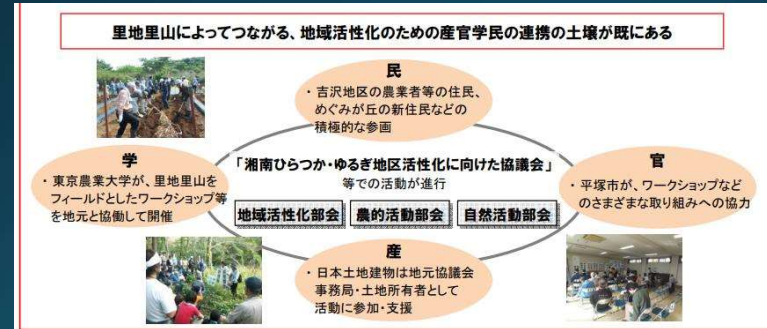 里地里山によってつながる、地域活性化のための産官学民の連携の土壌が既にある
民
・吉沢地区の農業者等の住民、
めぐみが丘の新住民などの
積極的な参画
学
・東京農業大学が、里地里山を
フィールドとしたワークショップ等
を地元と協働して開催
「湘南ひらつか・ゆるぎ地区活性化に向けた協議会」
等での活動が進行
地域活性化部会
農的活動部会
自然活動部会
官
・平塚市が、ワークショップなど
のさまざまな取り組みへの協力
産
・日本土地建物は地元協議会
事務局・土地所有者として
活動に参加・支援